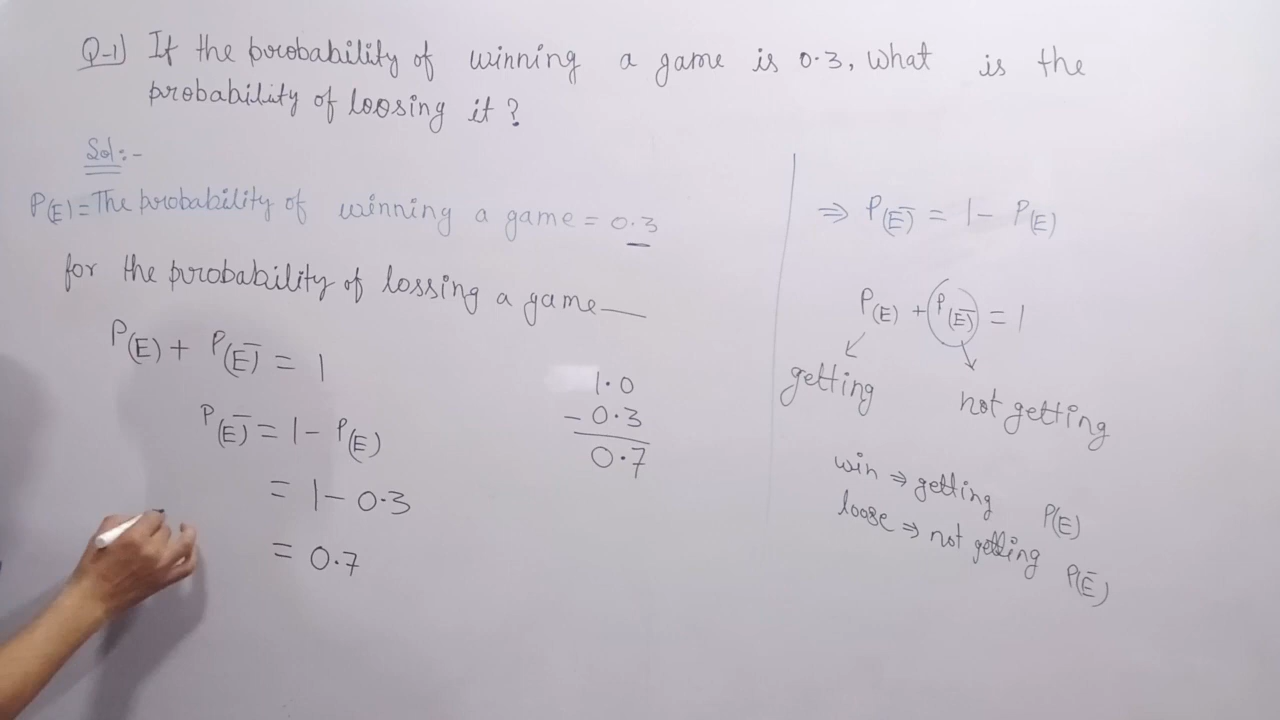 Q-1) If the probability of winning a game is 0.3, what is the
probability of loosing it?
Sol:-
P(E) = The probability of winning a game = 0.3
for the probability of lossing a game—
P(E) + P(E̅) = 1
P(E̅) = 1 - P(E)
= 1 - 0.3
= 0.7
1.0
- 0.3
0.7
⇒ P(E̅) = 1 - P(E)
P(E) + P(E̅) = 1
getting
not getting
win ⇒ getting P(E)
loose ⇒ not getting P(E̅)